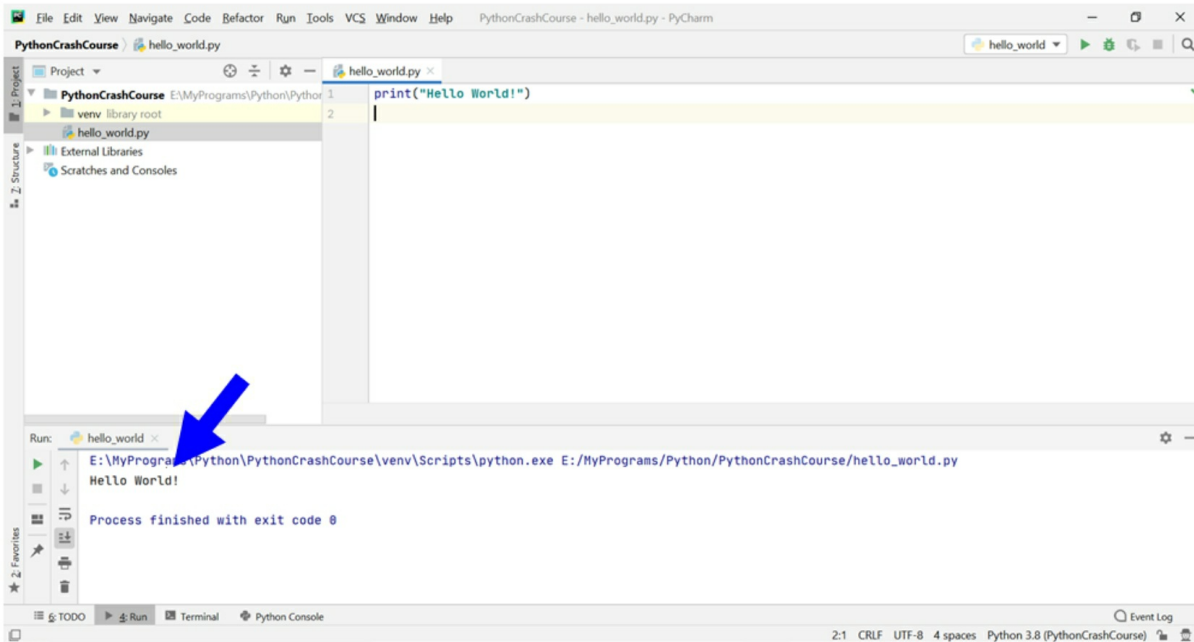 File Edit View Navigate Code Refactor Run Tools VCS Window Help PythonCrashCourse - hello_world.py - PyCharm
PythonCrashCourse hello_world.py hello_world
1: Project
Project
hello_world.py
PythonCrashCourse E:\MyPrograms\Python\Python
venv library root
hello_world.py
External Libraries
Scratches and Consoles
Z: Structure
1 print("Hello World!")
2
Run: hello_world
E:\MyPrograms\Python\PythonCrashCourse\venv\Scripts\python.exe E:/MyPrograms/Python/PythonCrashCourse/hello_world.py
Hello World!
Process finished with exit code 0
2: Favorites
6: TODO 4: Run Terminal Python Console Event Log
2:1 CRLF UTF-8 4 spaces Python 3.8 (PythonCrashCourse)